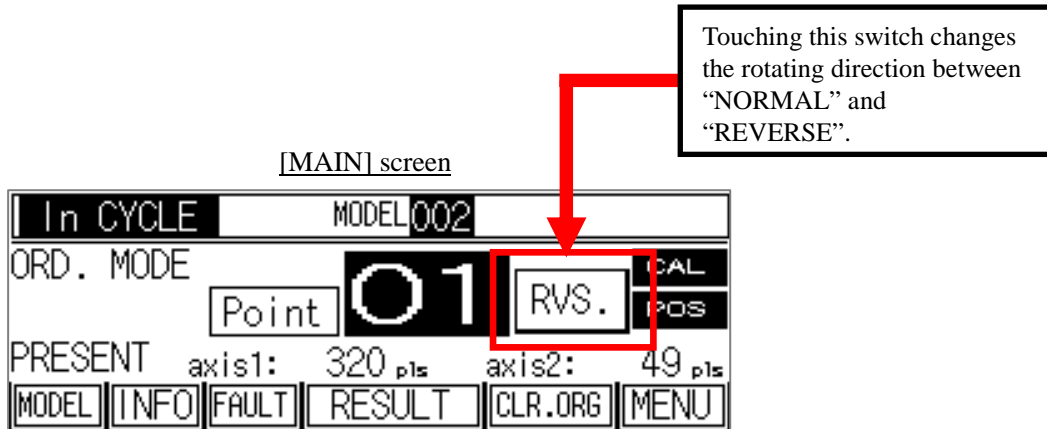 Touching this switch changes
the rotating direction between
“NORMAL” and
“REVERSE”.
[MAIN] screen
In CYCLE MODEL 002
ORD. MODE
Point 01 RVS. CAL
POS
PRESENT axis1: 320 pls axis2: 49 pls
MODEL INFO FAULT RESULT CLR.ORG MENU